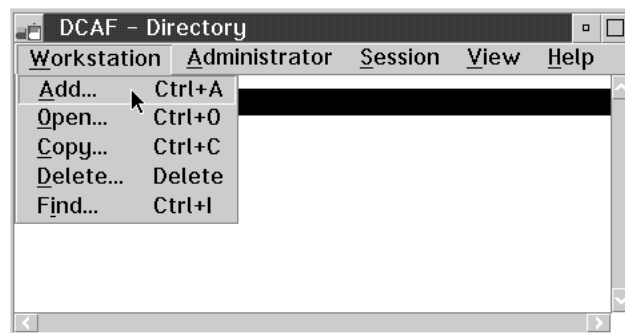 DCAF - Directory
Workstation Administrator Session View Help
Add... Ctrl+A
Open... Ctrl+O
Copy... Ctrl+C
Delete... Delete
Find... Ctrl+I